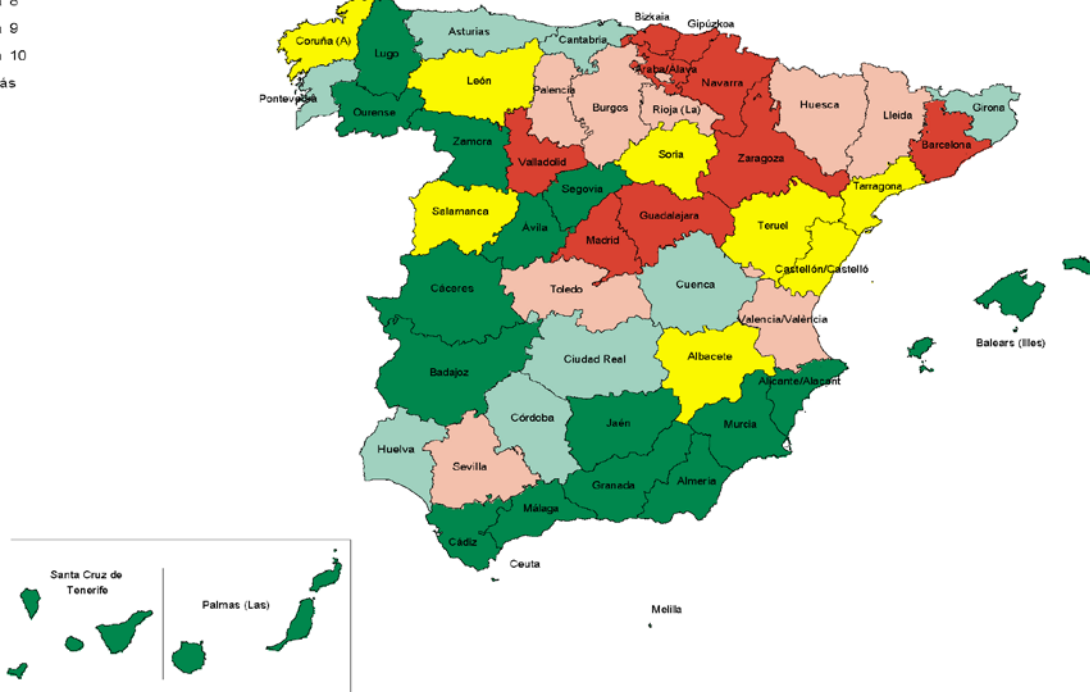 8
9
10
ás
Bizkaia
Gipúzkoa
Asturias
Cantabria
Coruña (A)
Lugo
León
Palencia
Burgos
Araba/Álava
Navarra
Rioja (La)
Huesca
Lleida
Girona
Pontevedra
Ourense
Zamora
Valladolid
Soria
Zaragoza
Barcelona
Segovia
Tarragona
Salamanca
Ávila
Madrid
Guadalajara
Teruel
Castellón/Castelló
Cáceres
Toledo
Cuenca
Valencia/València
Balears (Illes)
Badajoz
Ciudad Real
Albacete
Alicante/Alacant
Huelva
Córdoba
Jaén
Murcia
Sevilla
Granada
Almería
Málaga
Cádiz
Ceuta
Melilla
Santa Cruz de
Tenerife
Palmas (Las)